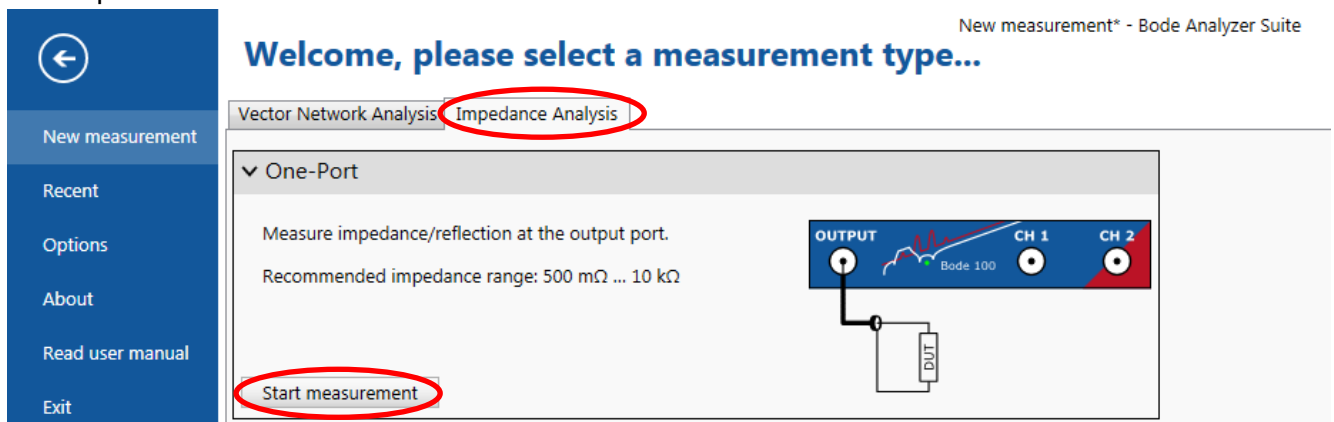 New measurement* - Bode Analyzer Suite
Welcome, please select a measurement type...
Vector Network Analysis
Impedance Analysis
New measurement
Recent
Options
About
Read user manual
Exit
One-Port
Measure impedance/reflection at the output port.
Recommended impedance range: 500 mΩ ... 10 kΩ
Start measurement
OUTPUT
Bode 100
CH 1
CH 2
DUT